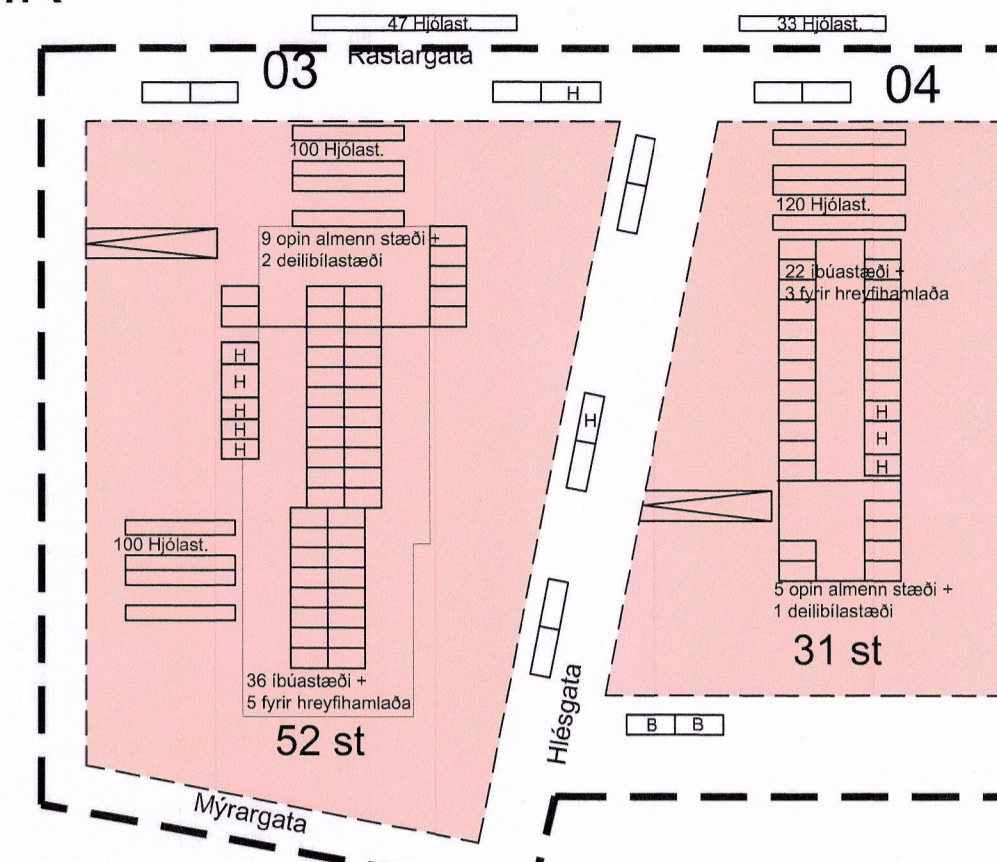 47 Hjólast.
33 Hjólast.
Rastargata
03
04
H
100 Hjólast.
120 Hjólast.
9 opin almenn stæði +
2 deilibílastæði
22 íbúastæði +
3 fyrir hreyfihamlaða
H
H
H
H
H
H
H
H
H
100 Hjólast.
5 opin almenn stæði +
1 deilibílastæði
31 st
36 íbúastæði +
5 fyrir hreyfihamlaða
52 st
Hlésgata
B B
Mýrargata